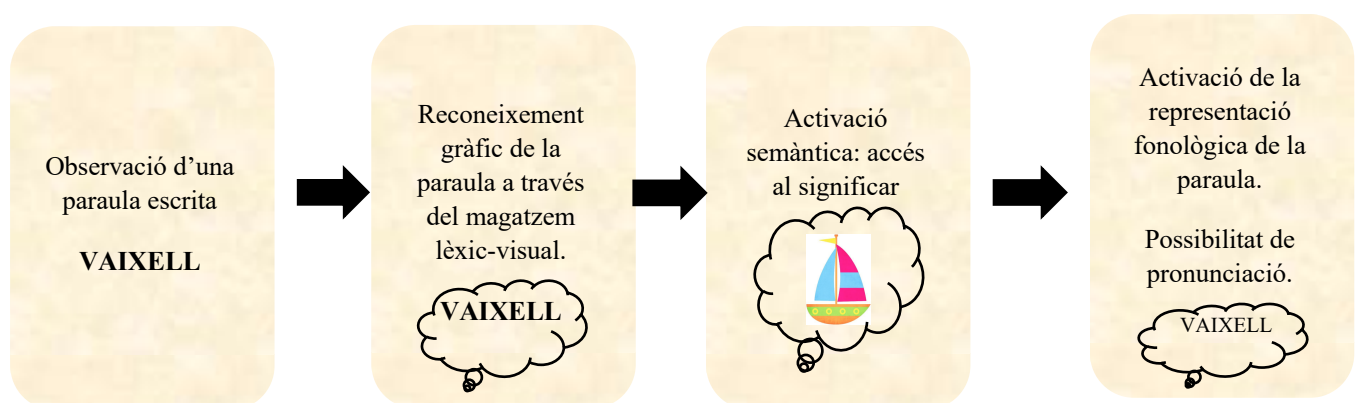 Observació d’una
paraula escrita
VAIXELL
Reconeixement
gràfic de la
paraula a través
del magatzem
lèxic-visual.
VAIXELL
Activació
semàntica: accés
al significar
Activació de la
representació
fonològica de la
paraula.
Possibilitat de
pronunciació.
VAIXELL